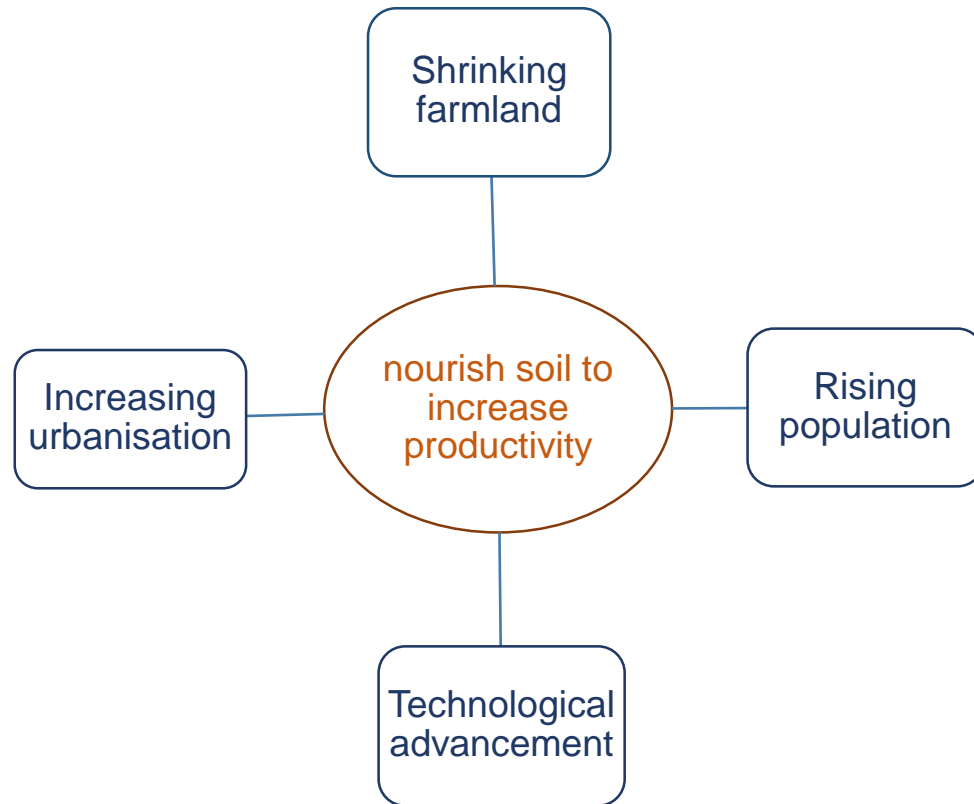 Shrinking
farmland
nourish soil to
increase
productivity
Increasing
urbanisation
Rising
population
Technological
advancement